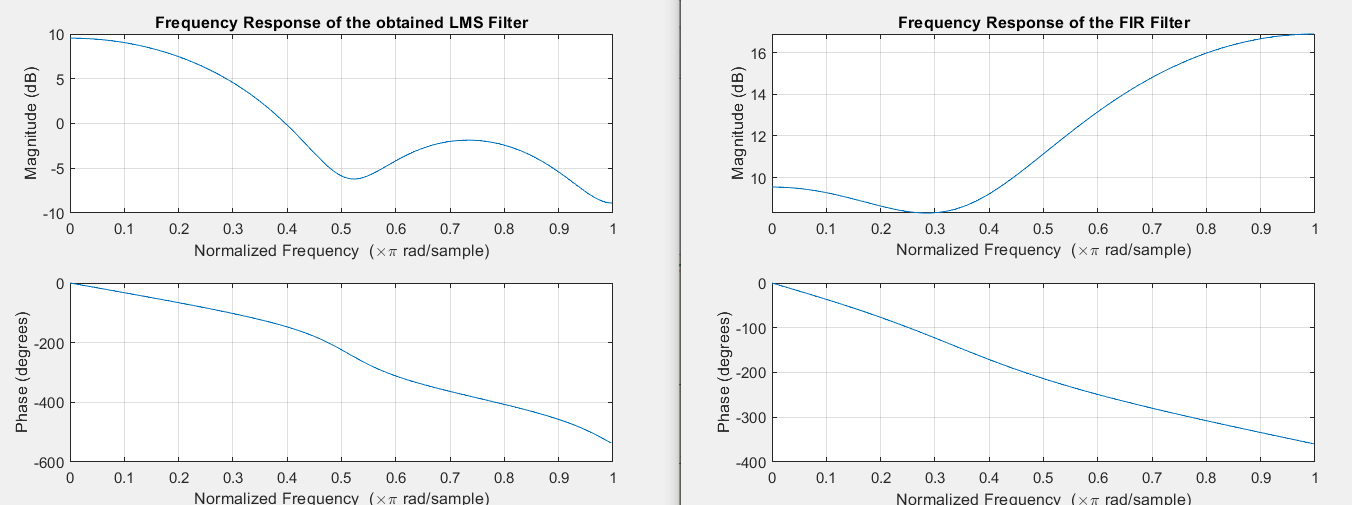 Frequency Response of the obtained LMS Filter
10
5
0
-5
-10
Magnitude (dB)
0 0.1 0.2 0.3 0.4 0.5 0.6 0.7 0.8 0.9 1
Normalized Frequency (×π rad/sample)
0
-200
-400
-600
Phase (degrees)
0 0.1 0.2 0.3 0.4 0.5 0.6 0.7 0.8 0.9 1
Normalized Frequency (×π rad/sample)
Frequency Response of the FIR Filter
16
14
12
10
Magnitude (dB)
0 0.1 0.2 0.3 0.4 0.5 0.6 0.7 0.8 0.9 1
Normalized Frequency (×π rad/sample)
0
-100
-200
-300
-400
Phase (degrees)
0 0.1 0.2 0.3 0.4 0.5 0.6 0.7 0.8 0.9 1
Normalized Frequency (×π rad/sample)